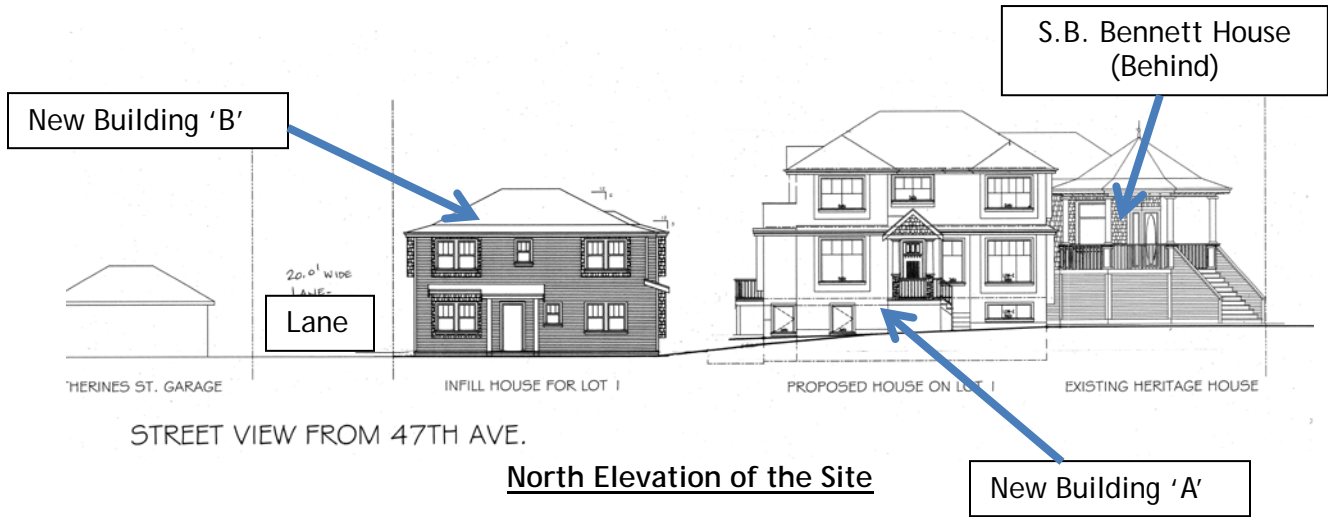 S.B. Bennett House
(Behind)
New Building ‘B’
20.0' WIDE
LANE-
Lane
THERINES ST. GARAGE
INFILL HOUSE FOR LOT 1
PROPOSED HOUSE ON LOT 1
EXISTING HERITAGE HOUSE
STREET VIEW FROM 47TH AVE.
North Elevation of the Site
New Building ‘A’